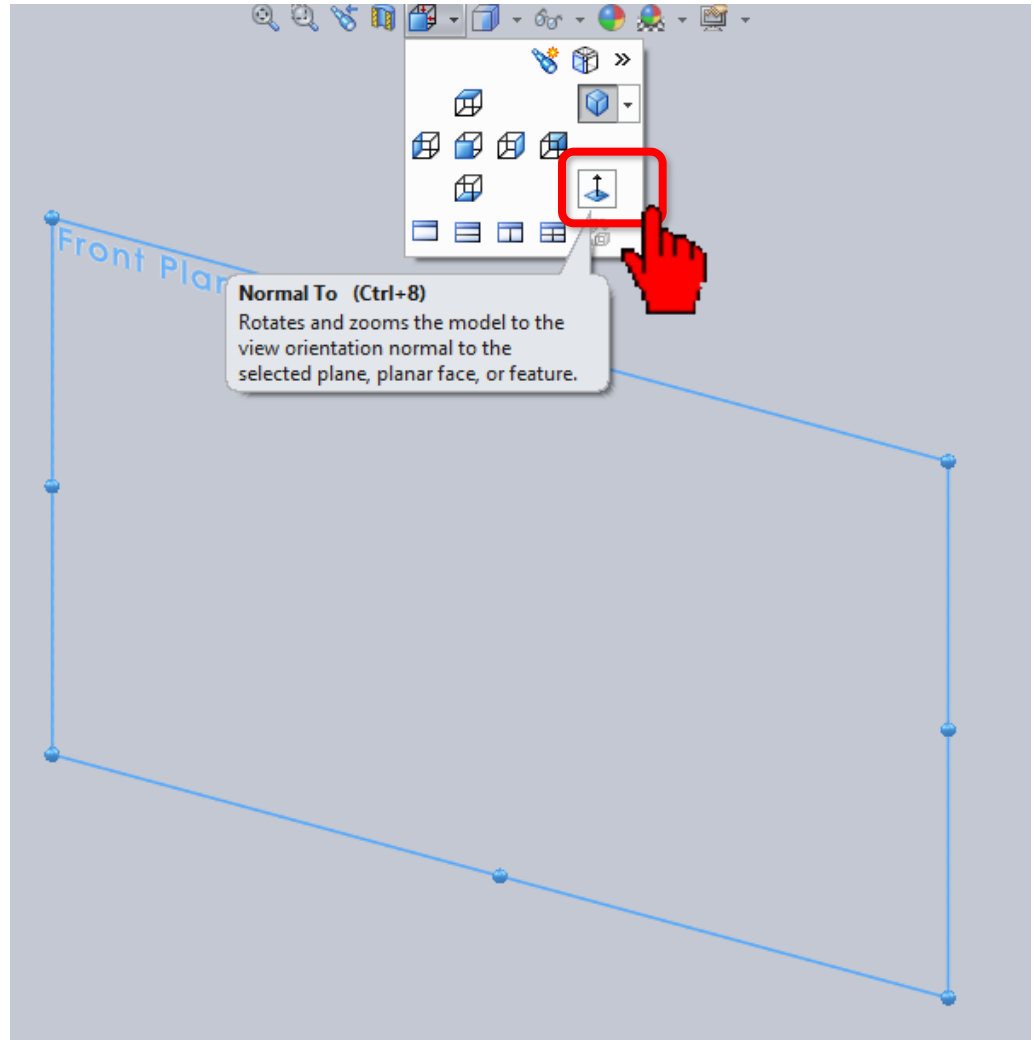 Front Plan
Normal To (Ctrl+8)
Rotates and zooms the model to the
view orientation normal to the
selected plane, planar face, or feature.